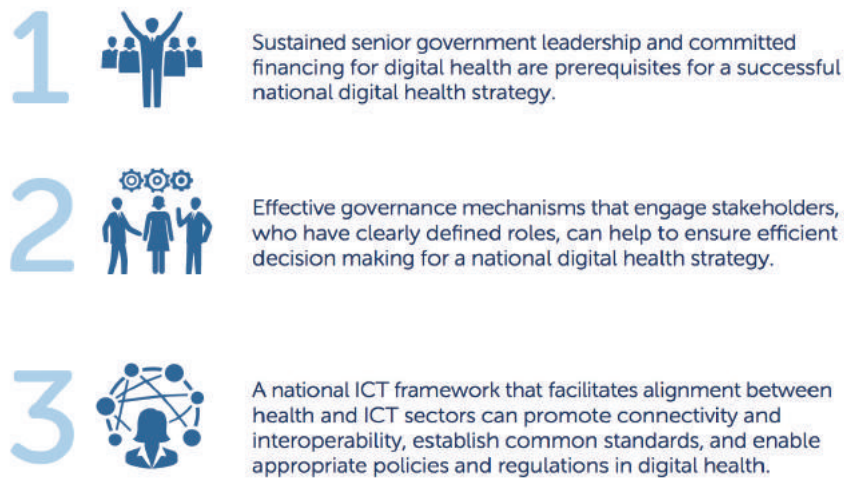 1
Sustained senior government leadership and committed
financing for digital health are prerequisites for a successful
national digital health strategy.
2
Effective governance mechanisms that engage stakeholders,
who have clearly defined roles, can help to ensure efficient
decision making for a national digital health strategy.
3
A national ICT framework that facilitates alignment between
health and ICT sectors can promote connectivity and
interoperability, establish common standards, and enable
appropriate policies and regulations in digital health.